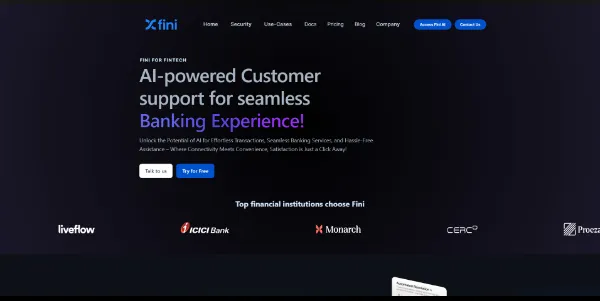 fini
Home Security Use-Cases Docs Pricing Blog Company Access Fini AI Contact Us
FINI FOR FINTECH
AI-powered Customer
support for seamless
Banking Experience!
Unlock the Potential of AI for Effortless Transactions, Seamless Banking Services, and Hassle-Free
Assistance – Where Connectivity Meets Convenience, Satisfaction is Just a Click Away!
Talk to us Try for Free
Top financial institutions choose Fini
liveflow ICICI Bank Monarch CERC Proeza